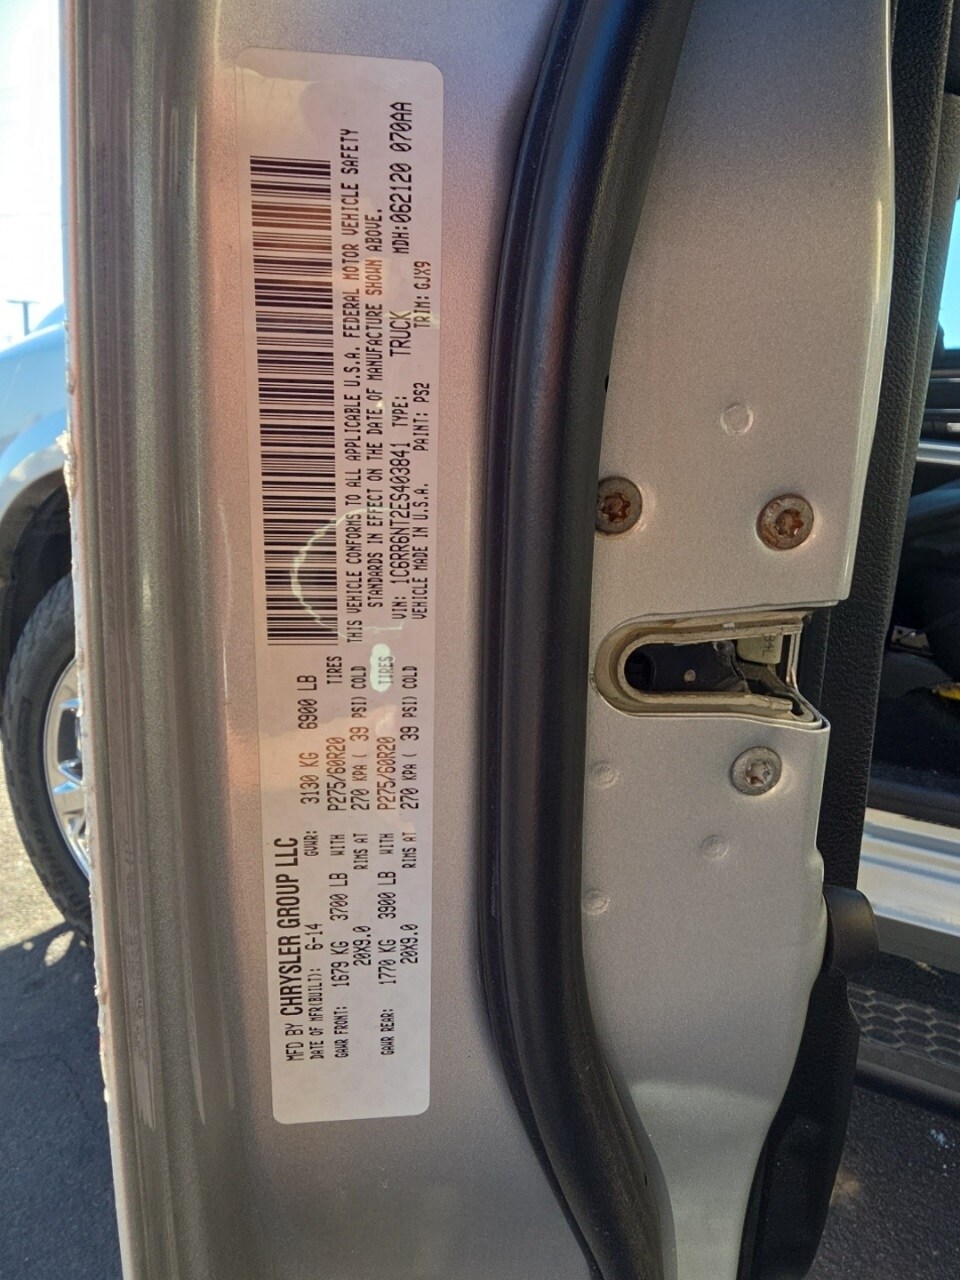 MFD BY CHRYSLER GROUP LLC
DATE OF MFR(BUILT): 6-14 GVWR: 3130 KG 6900 LB
GAWR FRONT: 1679 KG 3700 LB WITH P275/60R20 TIRES
20X9.0 RIMS AT 270 KPA ( 39 PSI) COLD
GAWR REAR: 1770 KG 3900 LB WITH P275/60R20 TIRES
20X9.0 RIMS AT 270 KPA ( 39 PSI) COLD
THIS VEHICLE CONFORMS TO ALL APPLICABLE U.S.A. FEDERAL MOTOR VEHICLE SAFETY
STANDARDS IN EFFECT ON THE DATE OF MANUFACTURE SHOWN ABOVE.
VIN: 1C6RR6NT2ES403841 TYPE: TRUCK MDH:062120 070AA
VEHICLE MADE IN U.S.A. PAINT: PS2 TRIM: GJX9